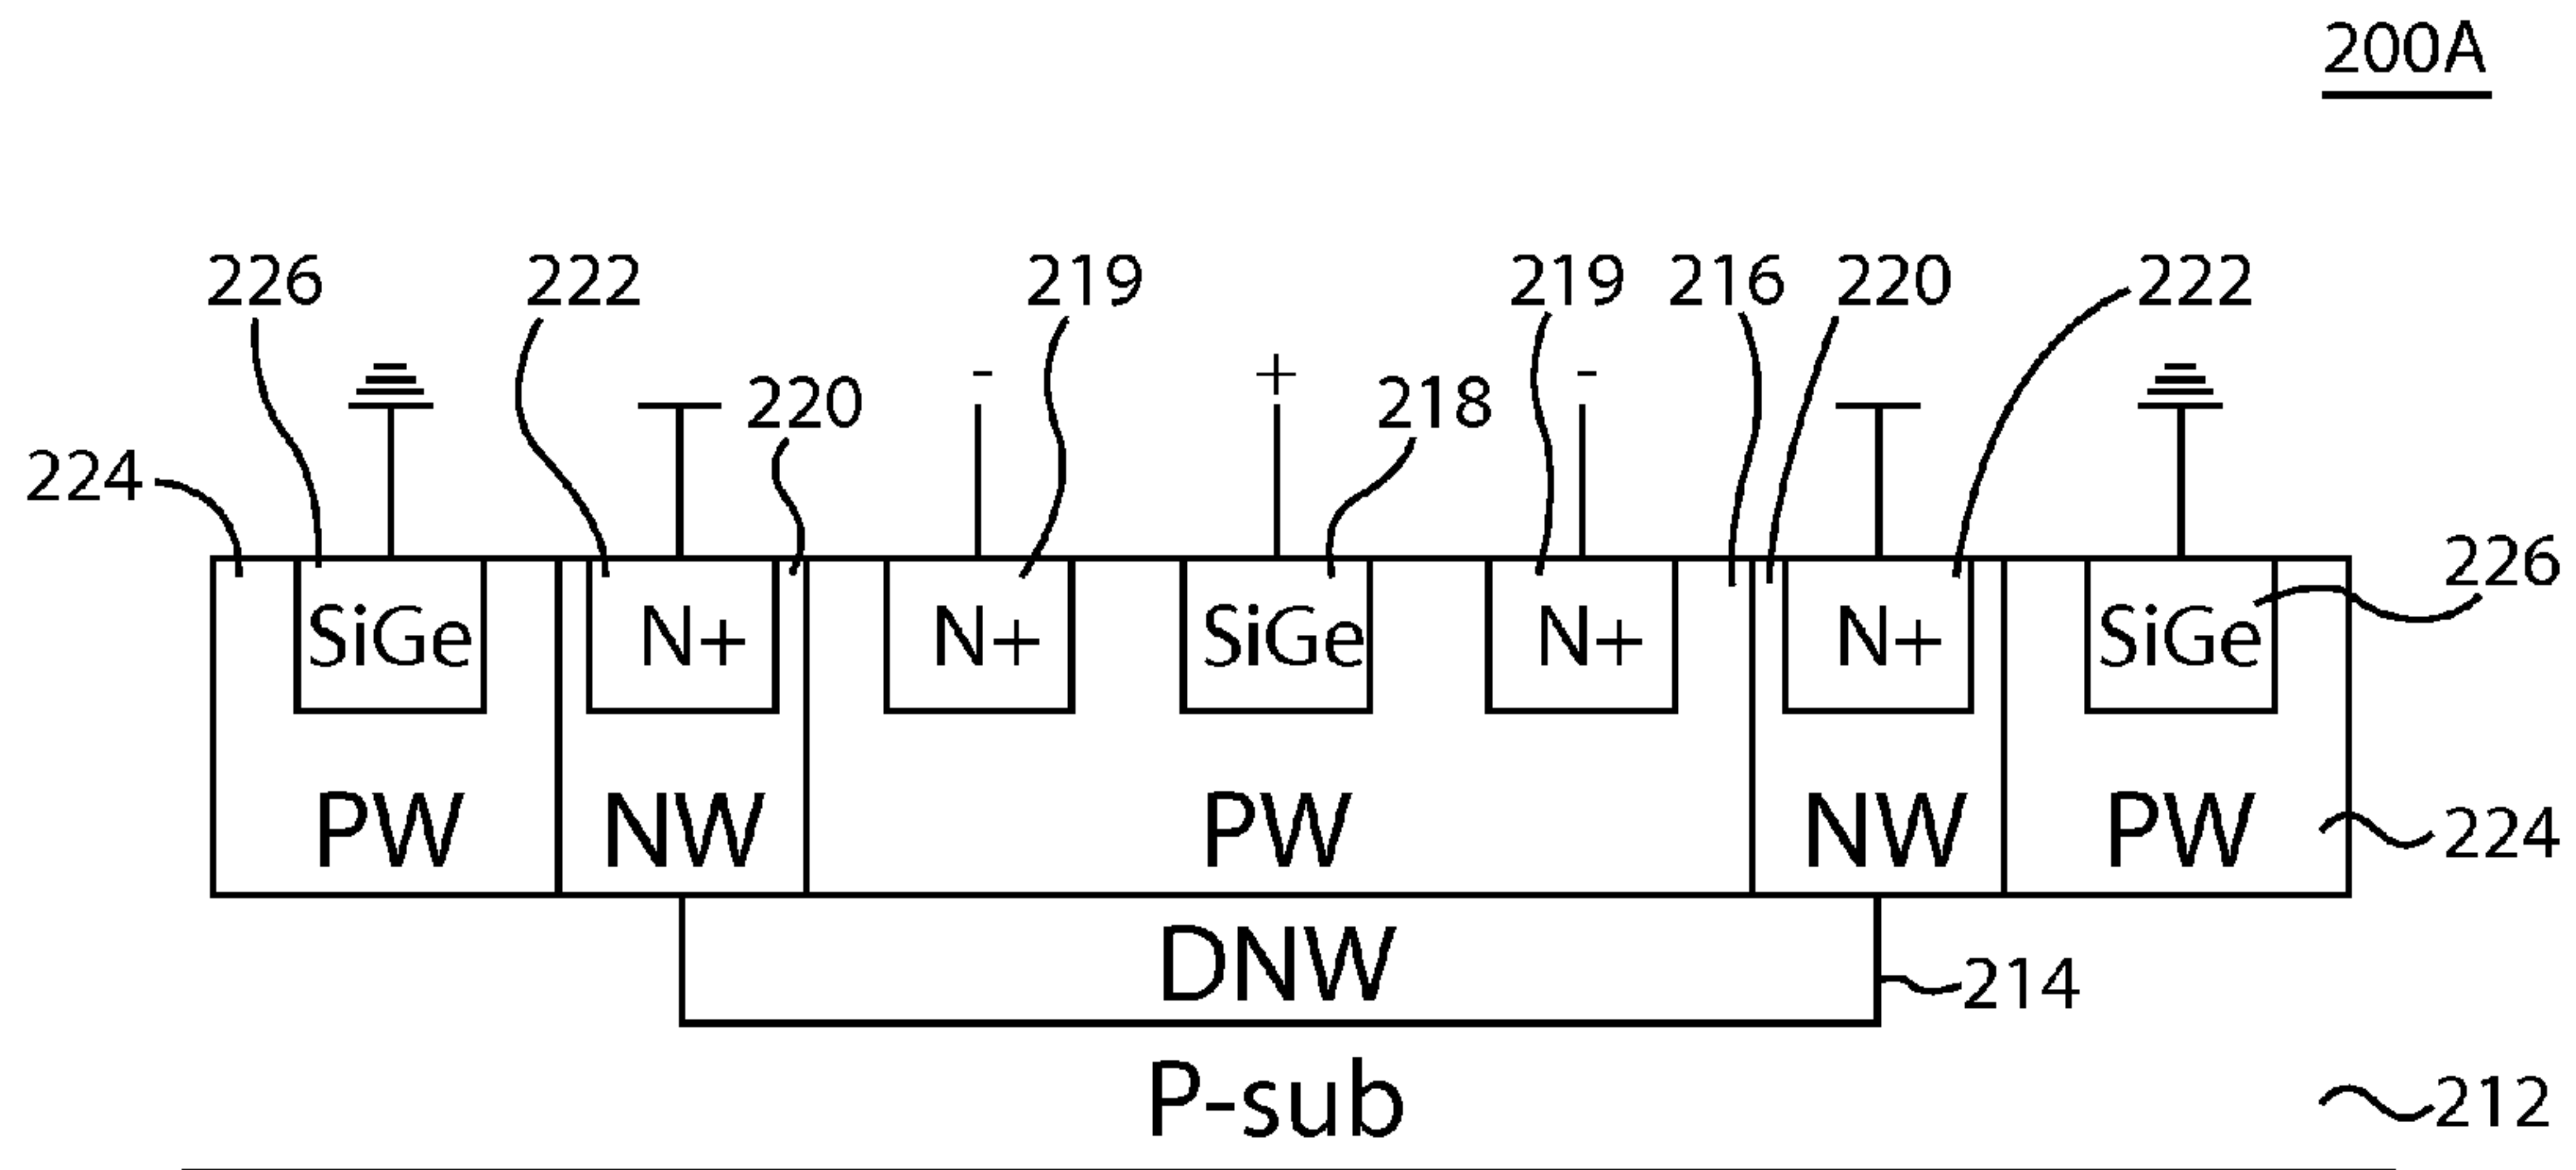 200A
226 222 219 219 216 220 222
- + -
220 218
224
226
SiGe N+ N+ SiGe N+ N+ SiGe
PW NW PW NW PW
224
DNW
214
P-sub
212